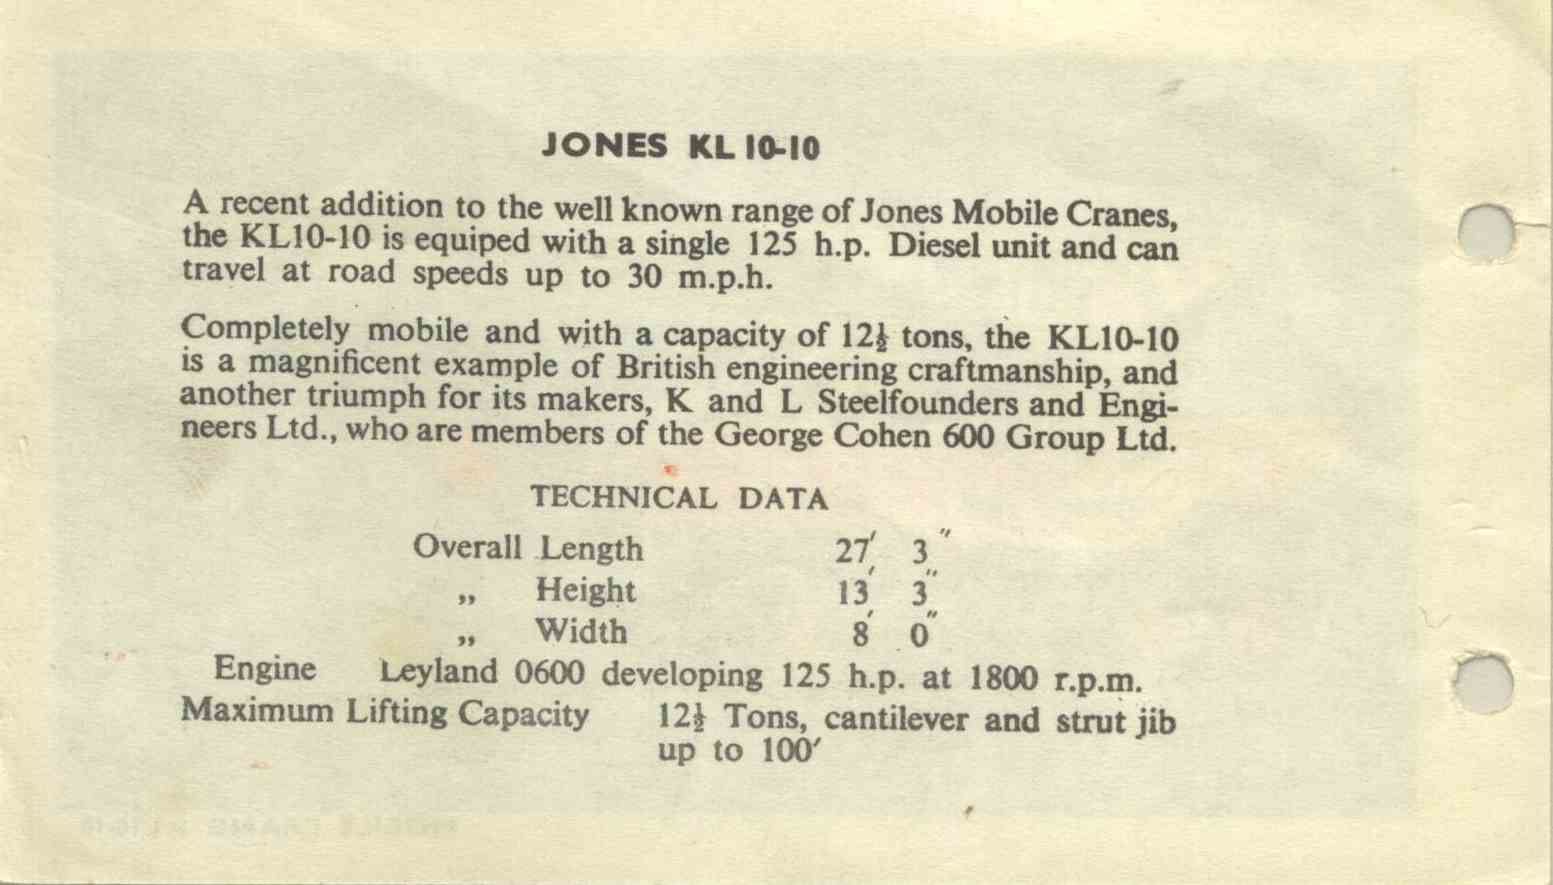 JONES KL 10-10
A recent addition to the well known range of Jones Mobile Cranes,
the KL10-10 is equiped with a single 125 h.p. Diesel unit and can
travel at road speeds up to 30 m.p.h.
Completely mobile and with a capacity of 12½ tons, the KL10-10
is a magnificent example of British engineering craftmanship, and
another triumph for its makers, K and L Steelfounders and Engi-
neers Ltd., who are members of the George Cohen 600 Group Ltd.
TECHNICAL DATA
Overall Length 27′ 3″
„ Height 13′ 3″
„ Width 8′ 0″
Engine Leyland 0600 developing 125 h.p. at 1800 r.p.m.
Maximum Lifting Capacity 12½ Tons, cantilever and strut jib
up to 100′